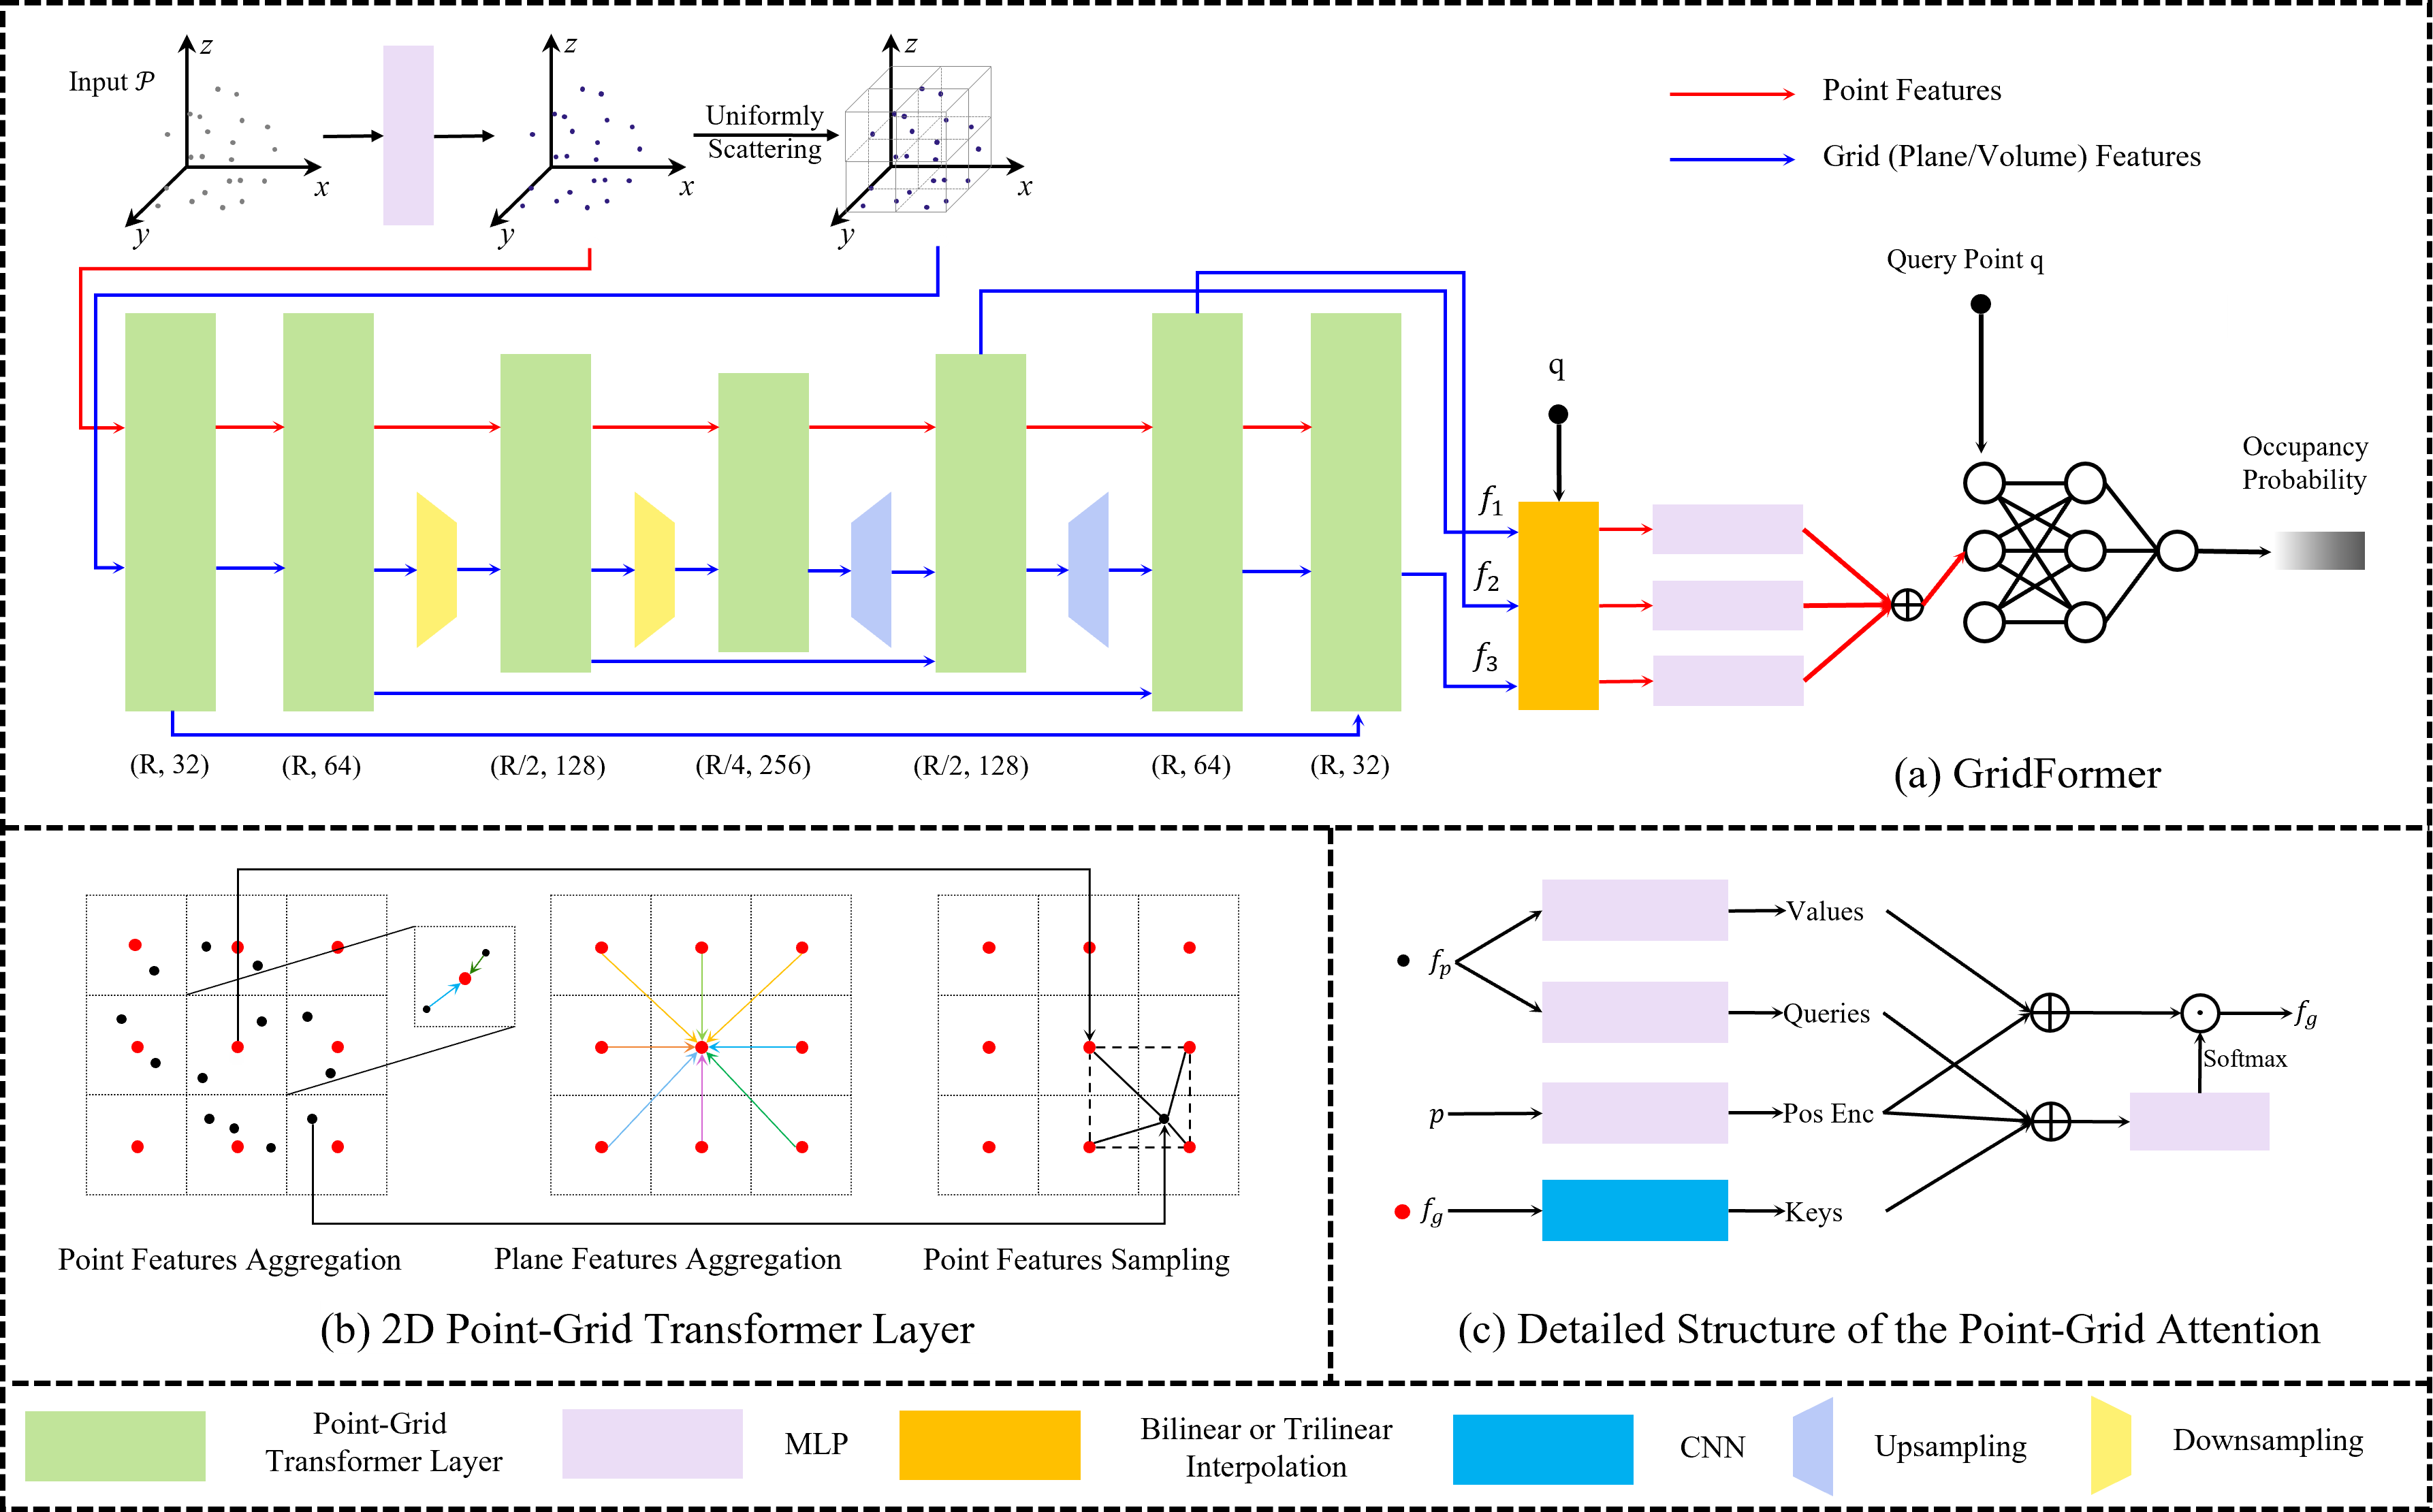 Input 𝒫
z
x
y
z
x
y
Uniformly
Scattering
z
x
y
Point Features
Grid (Plane/Volume) Features
Query Point q
q
f₁
f₂
f₃
Occupancy
Probability
(R, 32)
(R, 64)
(R/2, 128)
(R/4, 256)
(R/2, 128)
(R, 64)
(R, 32)
(a) GridFormer
Point Features Aggregation
Plane Features Aggregation
Point Features Sampling
(b) 2D Point-Grid Transformer Layer
fₚ
Values
Queries
p
Pos Enc
f_g
Keys
Softmax
f_g
(c) Detailed Structure of the Point-Grid Attention
Point-Grid
Transformer Layer
MLP
Bilinear or Trilinear
Interpolation
CNN
Upsampling
Downsampling